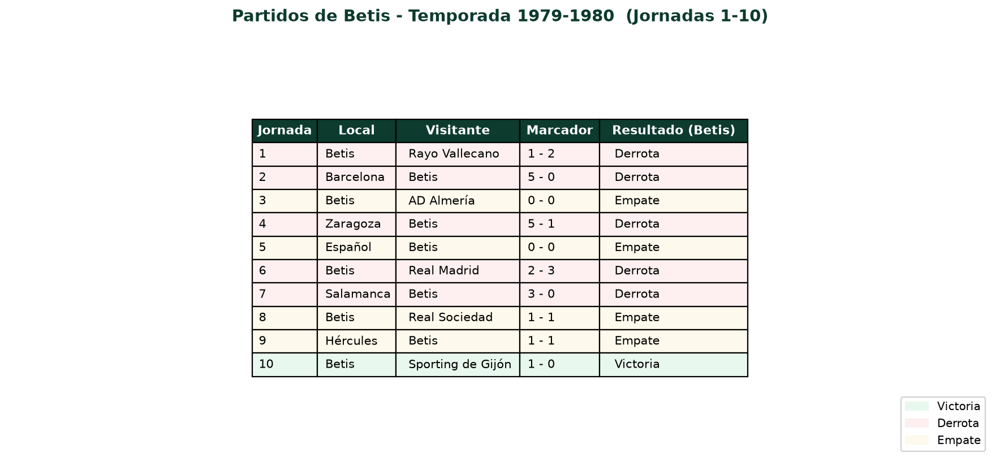 Partidos de Betis - Temporada 1979-1980 (Jornadas 1-10)
Jornada Local Visitante Marcador Resultado (Betis)
1 Betis Rayo Vallecano 1 - 2 Derrota
2 Barcelona Betis 5 - 0 Derrota
3 Betis AD Almería 0 - 0 Empate
4 Zaragoza Betis 5 - 1 Derrota
5 Español Betis 0 - 0 Empate
6 Betis Real Madrid 2 - 3 Derrota
7 Salamanca Betis 3 - 0 Derrota
8 Betis Real Sociedad 1 - 1 Empate
9 Hércules Betis 1 - 1 Empate
10 Betis Sporting de Gijón 1 - 0 Victoria
Victoria
Derrota
Empate